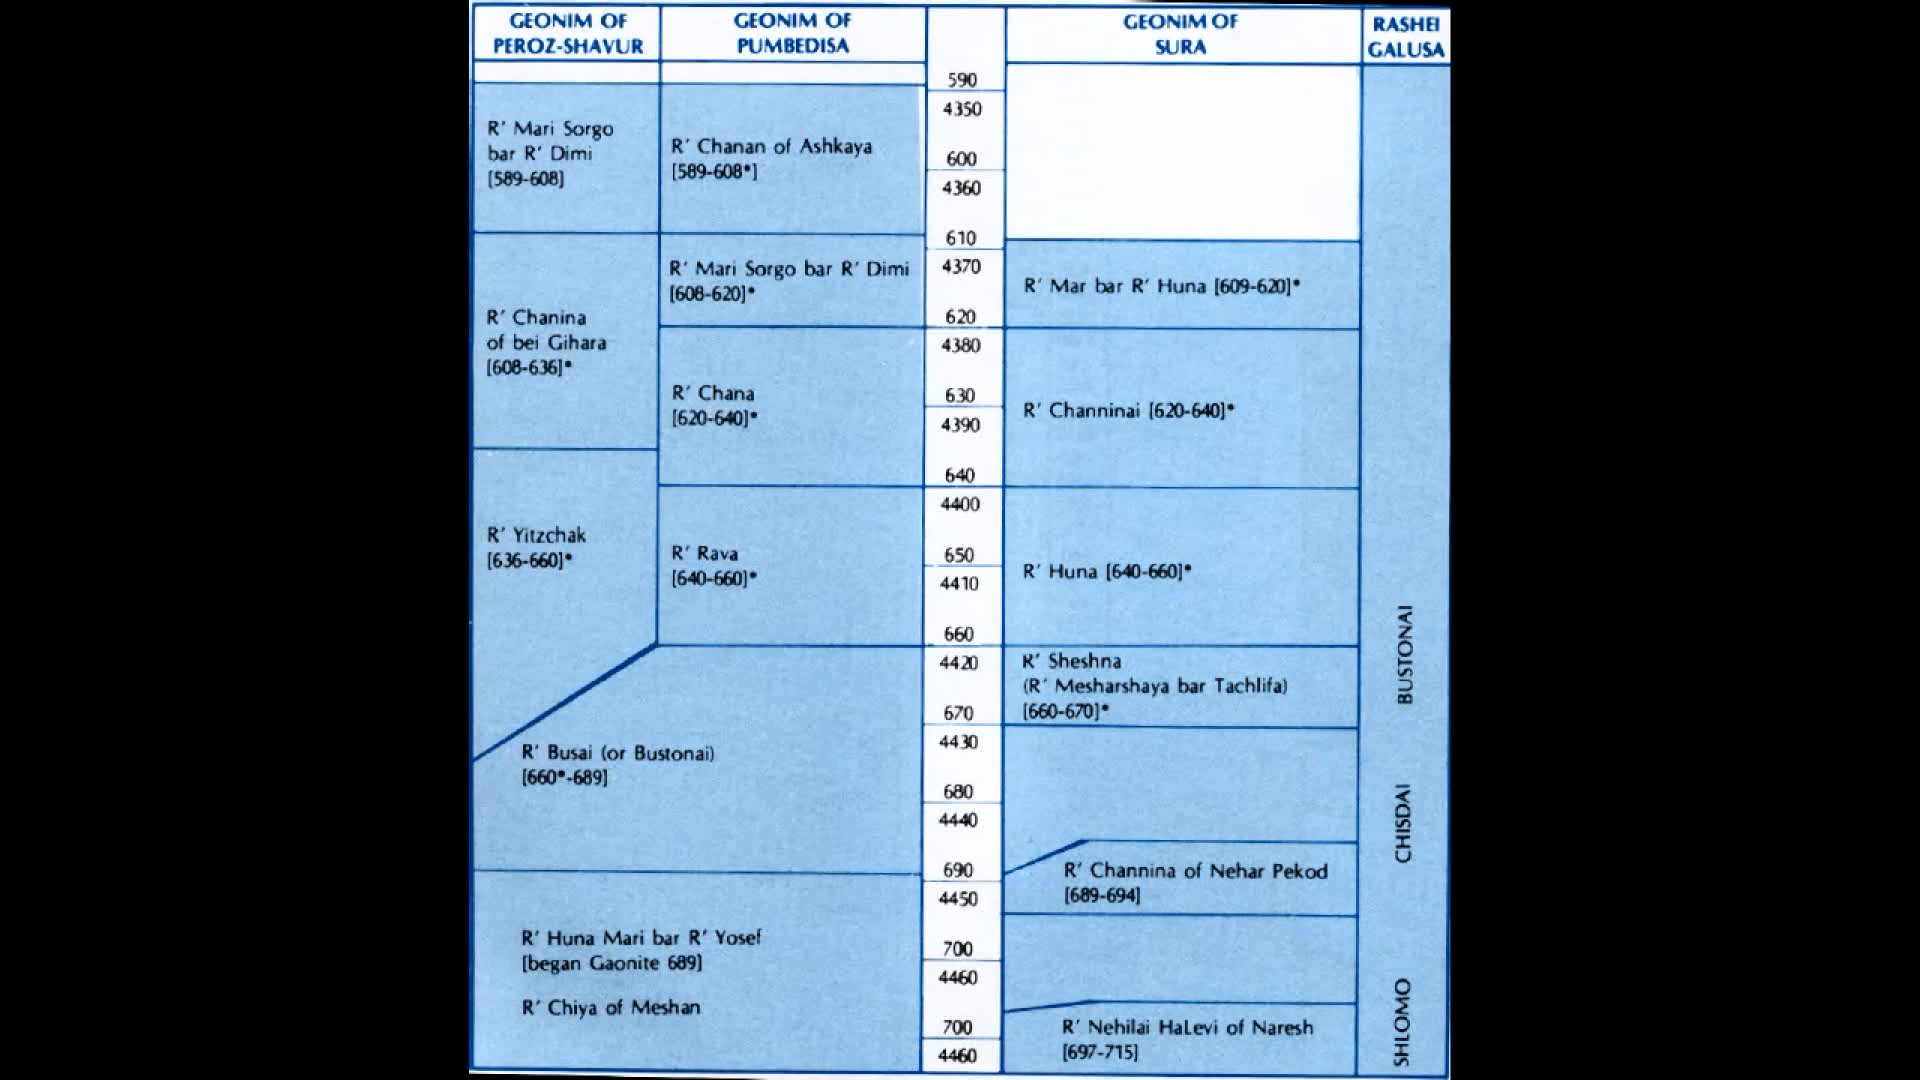 GEONIM OF
PEROZ-SHAVUR
GEONIM OF
PUMBEDISA
GEONIM OF
SURA
RASHEI
GALUSA
R' Mari Sorgo
bar R' Dimi
[589-608]
R' Chanina
of bei Gihara
[608-636]*
R' Yitzchak
[636-660]*
R' Chanan of Ashkaya
[589-608*]
R' Mari Sorgo bar R' Dimi
[608-620]*
R' Chana
[620-640]*
R' Rava
[640-660]*
R' Busai (or Bustonai)
[660*-689]
R' Huna Mari bar R' Yosef
[began Gaonite 689]
R' Chiya of Meshan
590
4350
600
4360
610
4370
620
4380
630
4390
640
4400
650
4410
660
4420
670
4430
680
4440
690
4450
700
4460
700
4460
R' Mar bar R' Huna [609-620]*
R' Channinai [620-640]*
R' Huna [640-660]*
R' Sheshna
(R' Mesharshaya bar Tachlifa)
[660-670]*
R' Channina of Nehar Pekod
[689-694]
R' Nehilai HaLevi of Naresh
[697-715]
BUSTONAI
CHISDAI
SHLOMO